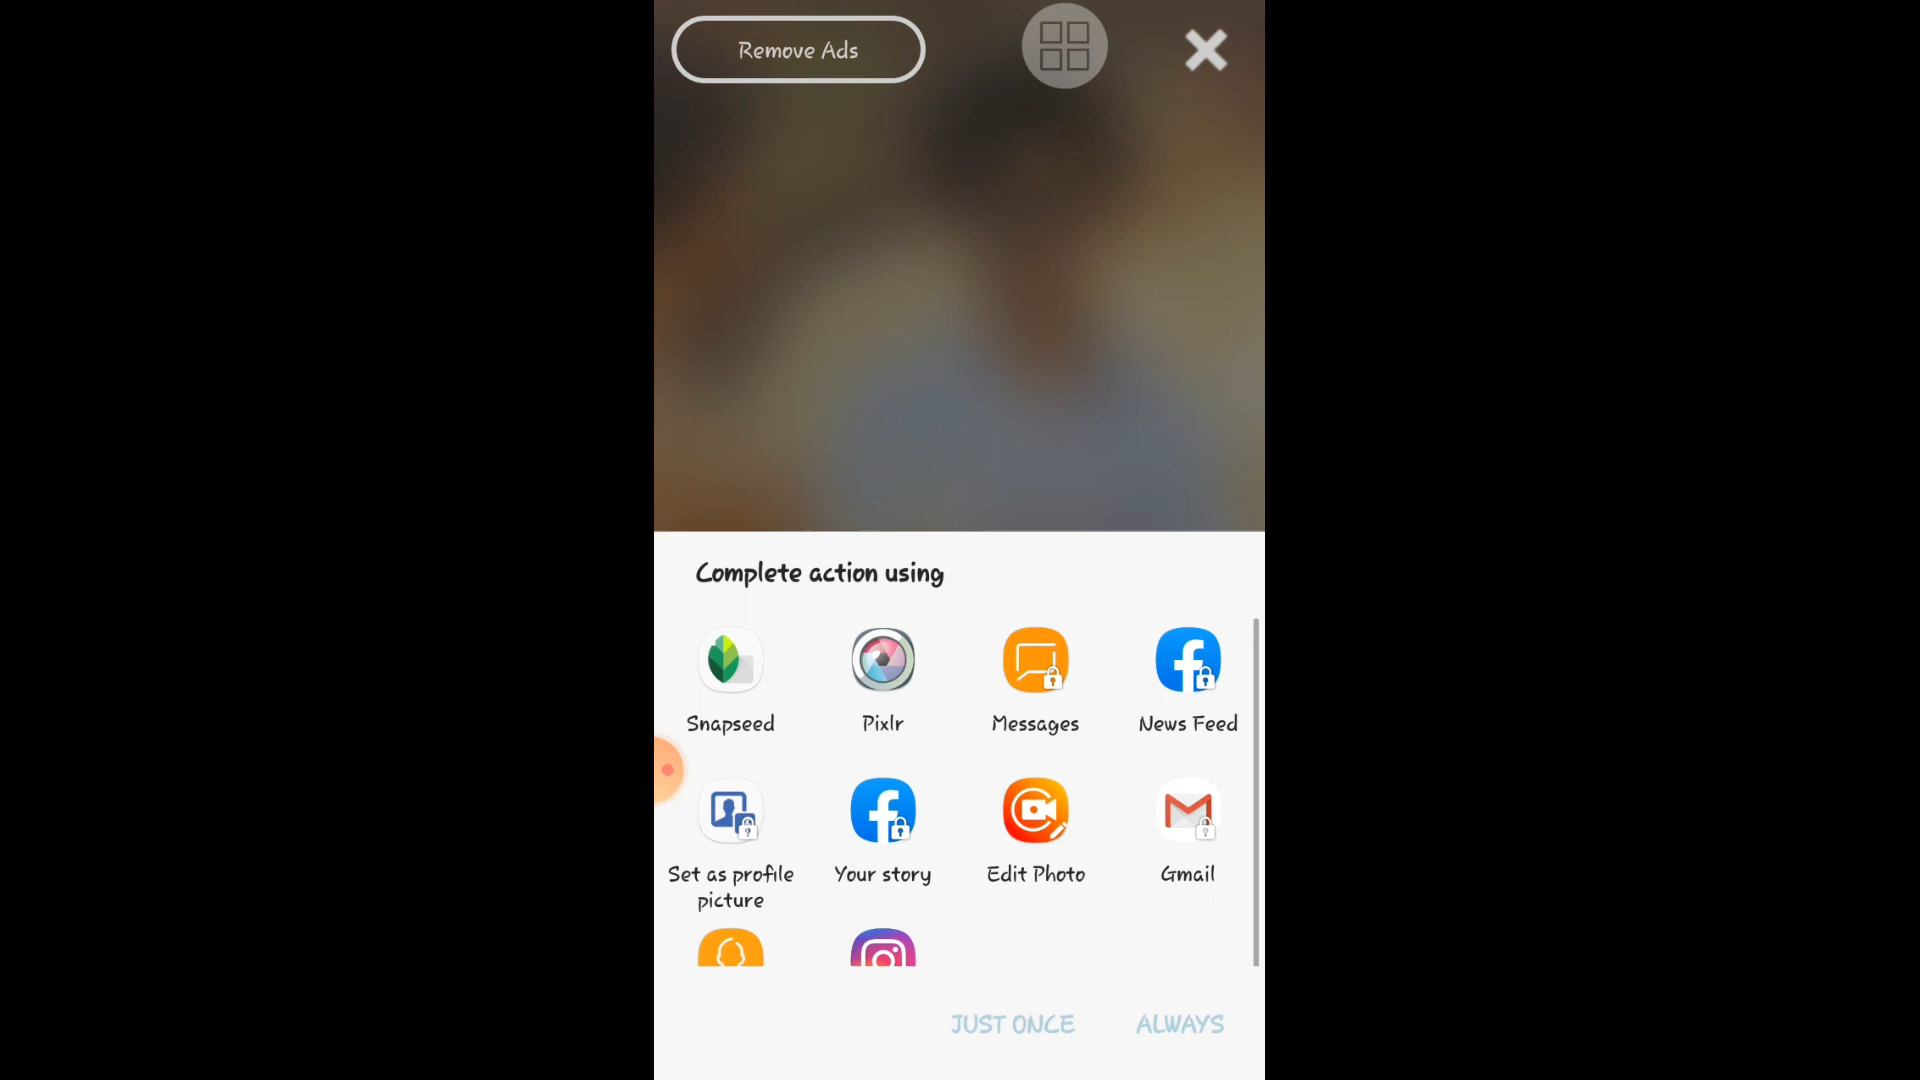 Remove Ads
Complete action using
Snapseed
Pixlr
Messages
News Feed
Set as profile picture
Your story
Edit Photo
Gmail
JUST ONCE
ALWAYS